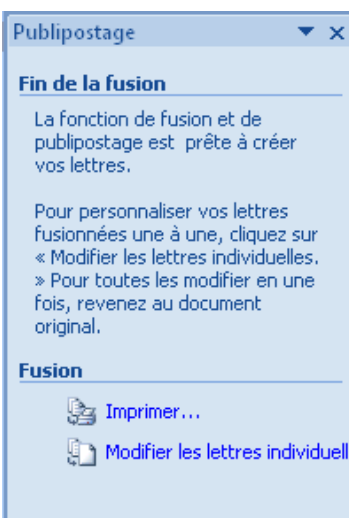 Publipostage
Fin de la fusion
La fonction de fusion et de
publipostage est prête à créer
vos lettres.
Pour personnaliser vos lettres
fusionnées une à une, cliquez sur
« Modifier les lettres individuelles.
» Pour toutes les modifier en une
fois, revenez au document
original.
Fusion
Imprimer...
Modifier les lettres individuell